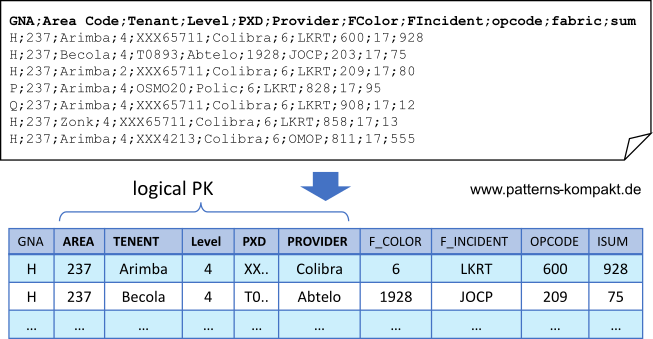 GNA;Area Code;Tenant;Level;PXD;Provider;FColor;FIncident;opcode;fabric;sum
H;237;Arimba;4;XXX65711;Colibra;6;LKRT;600;17;928
H;237;Becola;4;T0893;Abtelo;1928;JOCP;203;17;75
H;237;Arimba;2;XXX65711;Colibra;6;LKRT;209;17;80
P;237;Arimba;4;OSMO20;Polic;6;LKRT;828;17;95
Q;237;Arimba;4;XXX65711;Colibra;6;LKRT;908;17;12
H;237;Zonk;4;XXX65711;Colibra;6;LKRT;858;17;13
H;237;Arimba;4;XXX4213;Colibra;6;OMOP;811;17;555
logical PK
www.patterns-kompakt.de
GNA AREA TENENT Level PXD PROVIDER F_COLOR F_INCIDENT OPCODE ISUM
H 237 Arimba 4 XX.. Colibra 6 LKRT 600 928
H 237 Becola 4 T0.. Abtelo 1928 JOCP 209 75
... ... ... ... ... ... ... ... ... ...